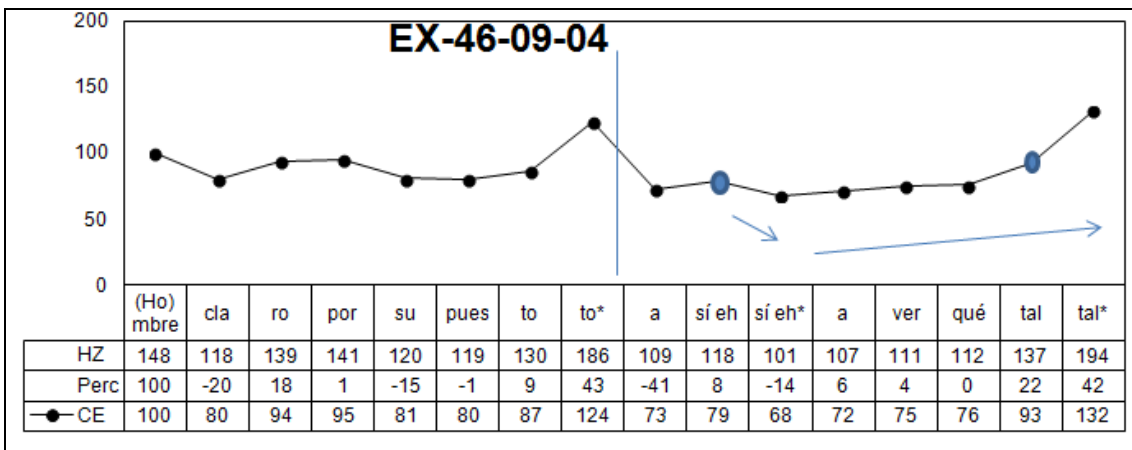 EX-46-09-04
200
150
100
50
0
(Ho)mbre cla ro por su pues to to* a sí eh sí eh* a ver qué tal tal*
HZ 148 118 139 141 120 119 130 186 109 118 101 107 111 112 137 194
Perc 100 -20 18 1 -15 -1 9 43 -41 8 -14 6 4 0 22 42
CE 100 80 94 95 81 80 87 124 73 79 68 72 75 76 93 132